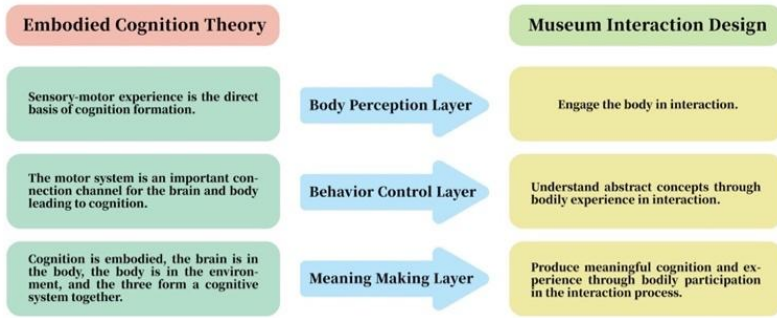 Embodied Cognition Theory
Museum Interaction Design
Sensory-motor experience is the direct
basis of cognition formation.
Body Perception Layer
Engage the body in interaction.
The motor system is an important con-
nection channel for the brain and body
leading to cognition.
Behavior Control Layer
Understand abstract concepts through
bodily experience in interaction.
Cognition is embodied, the brain is in
the body, the body is in the environ-
ment, and the three form a cognitive
system together.
Meaning Making Layer
Produce meaningful cognition and ex-
perience through bodily participation
in the interaction process.